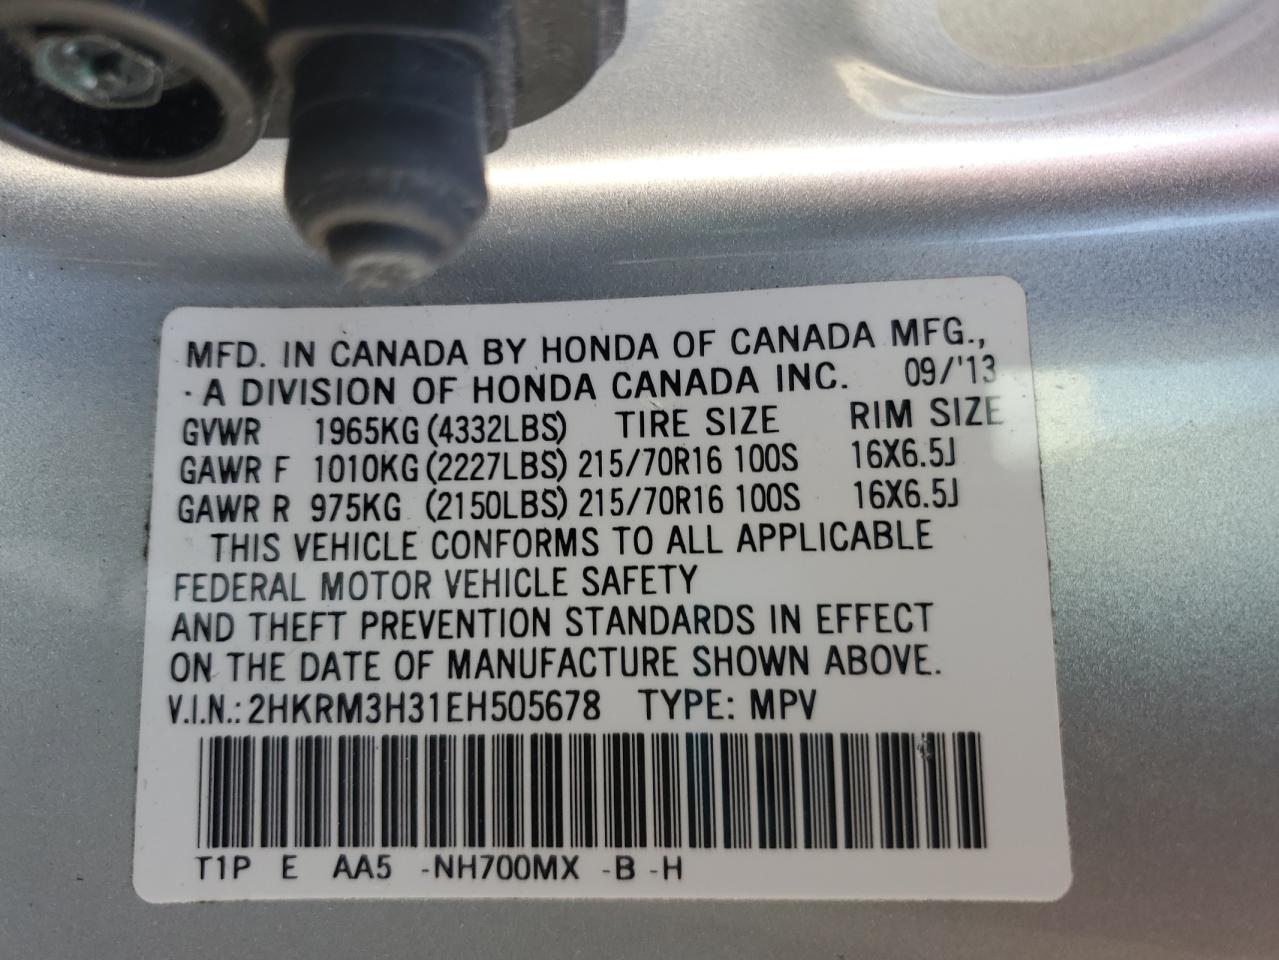 MFD. IN CANADA BY HONDA OF CANADA MFG.,
A DIVISION OF HONDA CANADA INC. 09/'13
GVWR 1965KG (4332LBS) TIRE SIZE RIM SIZE
GAWR F 1010KG (2227LBS) 215/70R16 100S 16X6.5J
GAWR R 975KG (2150LBS) 215/70R16 100S 16X6.5J
THIS VEHICLE CONFORMS TO ALL APPLICABLE
FEDERAL MOTOR VEHICLE SAFETY
AND THEFT PREVENTION STANDARDS IN EFFECT
ON THE DATE OF MANUFACTURE SHOWN ABOVE.
V.I.N.: 2HKRM3H31EH505678 TYPE: MPV
T1P E AA5 -NH700MX -B -H